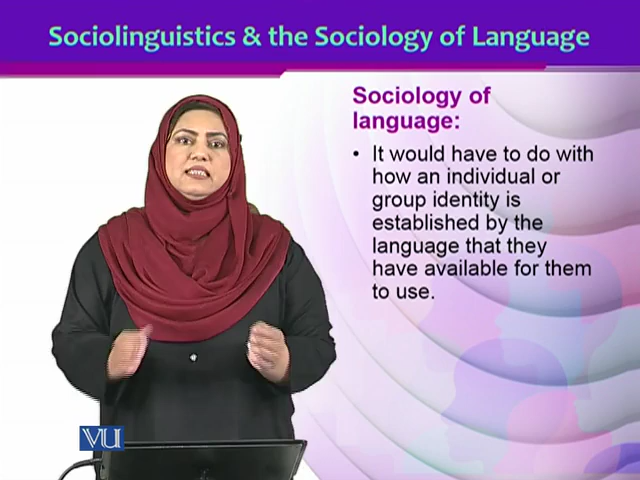 Sociolinguistics & the Sociology of Language
Sociology of
language:
• It would have to do with
how an individual or
group identity is
established by the
language that they
have available for them
to use.
VU